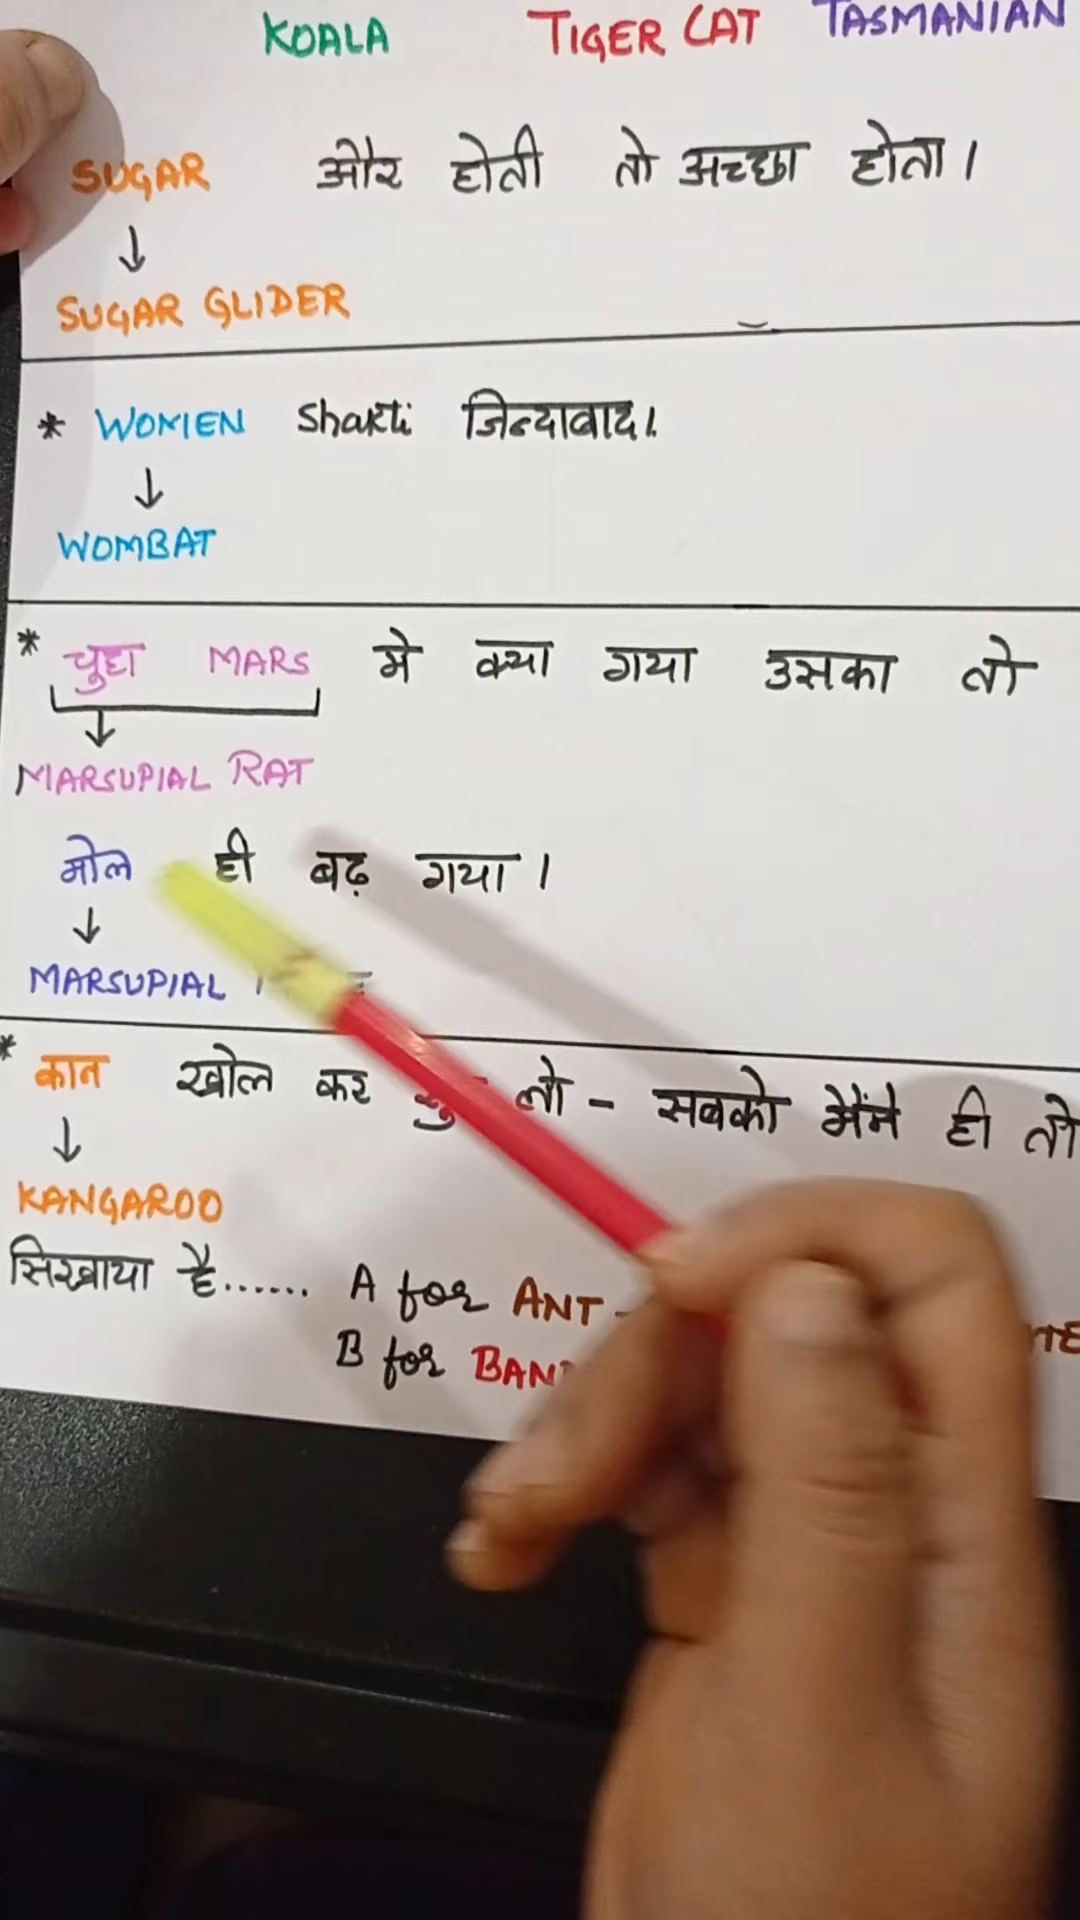 KOALA TIGER CAT TASMANIAN
SUGAR और होती तो अच्छा होता।
↓
SUGAR GLIDER
* WOMEN Shakti जिन्दाबाद।
↓
WOMBAT
* चुहा MARS मे क्या गया उसका तो
↓
MARSUPIAL RAT
मोल ही बढ़ गया।
↓
MARSUPIAL
* कान खोल कर लो - सबको मैंने ही तो
↓
KANGAROO
सिखाया है...... A for ANT -
B for